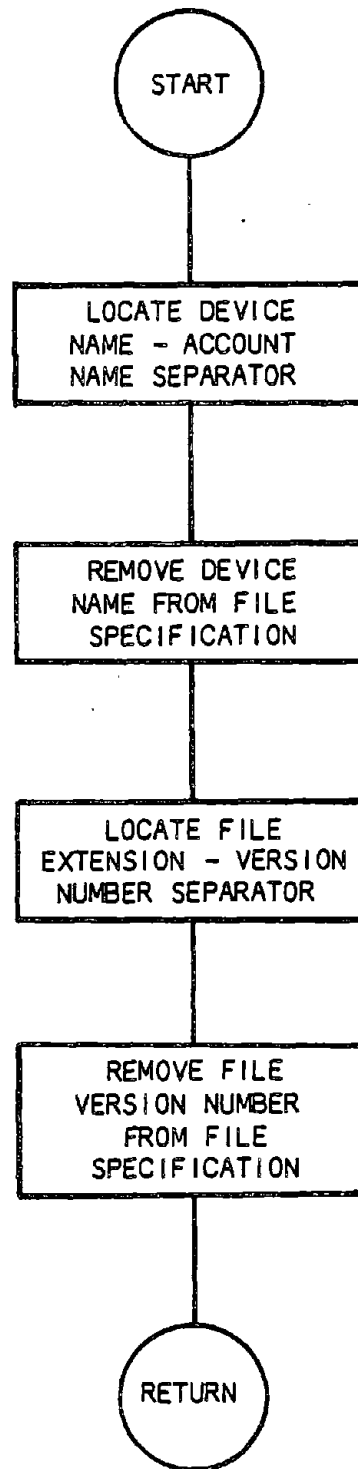 START
LOCATE DEVICE
NAME - ACCOUNT
NAME SEPARATOR
REMOVE DEVICE
NAME FROM FILE
SPECIFICATION
LOCATE FILE
EXTENSION - VERSION
NUMBER SEPARATOR
REMOVE FILE
VERSION NUMBER
FROM FILE
SPECIFICATION
RETURN